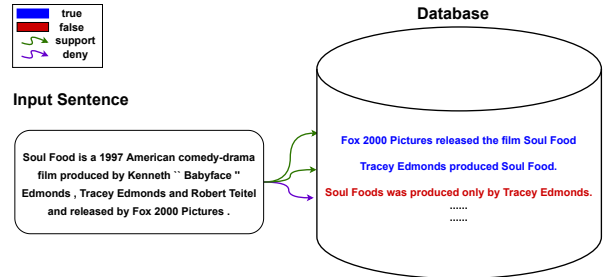 true
false
support
deny
Database
Input Sentence
Soul Food is a 1997 American comedy-drama
film produced by Kenneth `` Babyface "
Edmonds , Tracey Edmonds and Robert Teitel
and released by Fox 2000 Pictures .
Fox 2000 Pictures released the film Soul Food
Tracey Edmonds produced Soul Food.
Soul Foods was produced only by Tracey Edmonds.
......
......